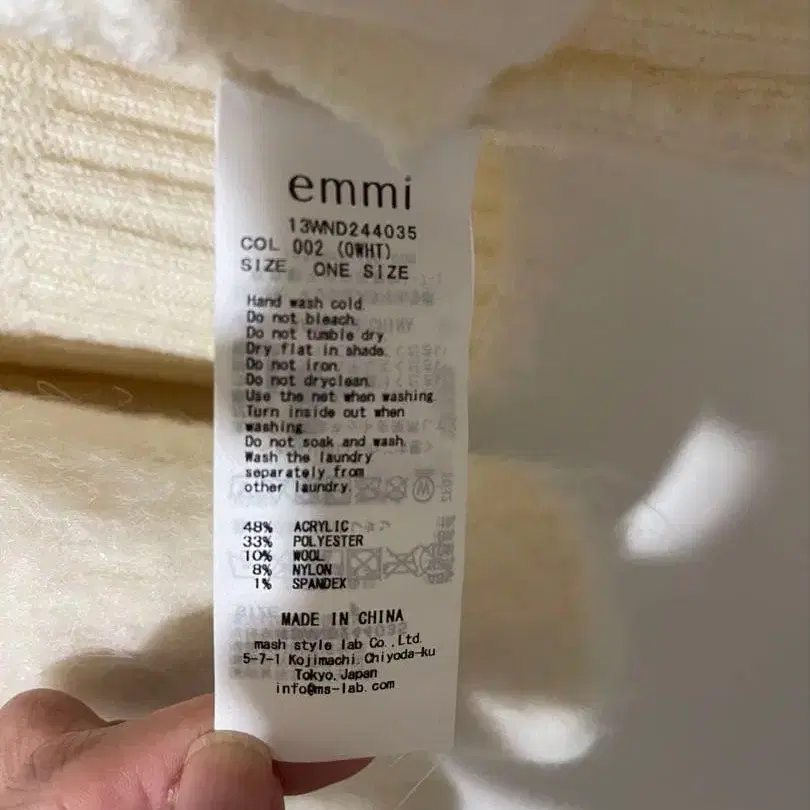 emmi
13WND244035
COL 002 (OWHT)
SIZE ONE SIZE
Hand wash cold.
Do not bleach.
Do not tumble dry.
Dry flat in shade.
Do not iron.
Do not dryclean.
Use the net when washing.
Turn inside out when
washing.
Do not soak and wash.
Wash the laundry
separately from
other laundry.
48% ACRYLIC
33% POLYESTER
10% WOOL
8% NYLON
1% SPANDEX
MADE IN CHINA
mash style lab Co.,Ltd.
5-7-1 Kojimachi.Chiyoda-ku
Tokyo.Japan
info@ms-lab.com